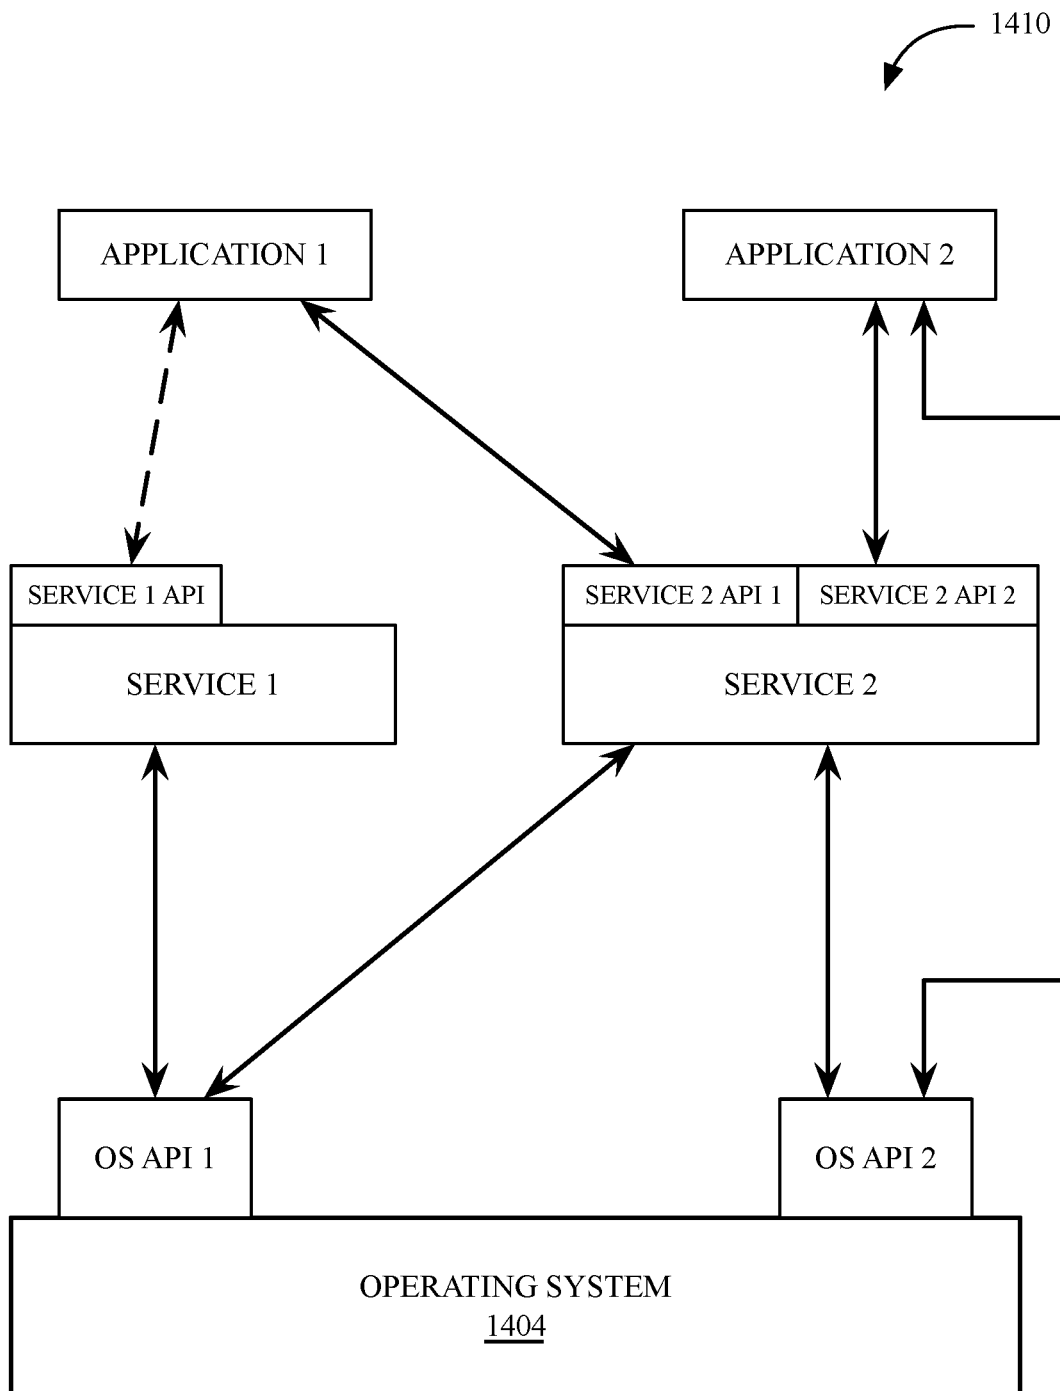 1410
APPLICATION 1
APPLICATION 2
SERVICE 1 API
SERVICE 2 API 1
SERVICE 2 API 2
SERVICE 1
SERVICE 2
OS API 1
OS API 2
OPERATING SYSTEM
1404